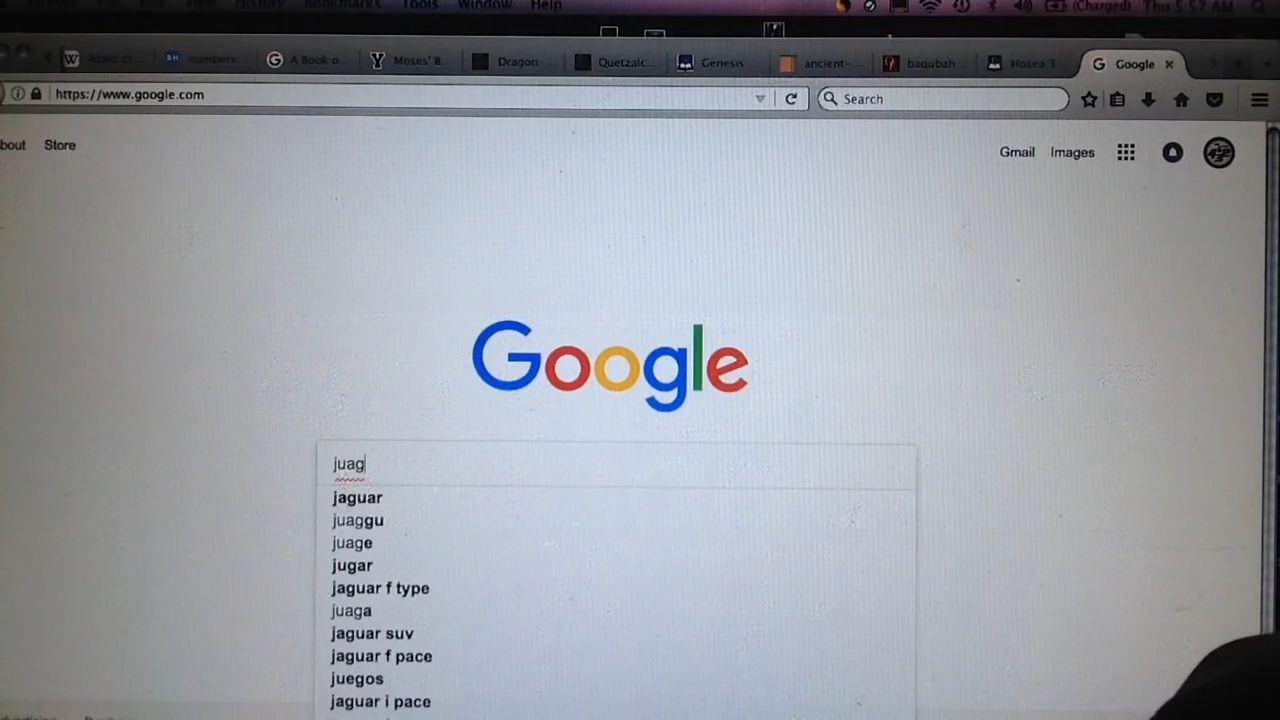 Tools Window Help (Charged) Thu 5:57 AM
numbers. A Book o. Moses' B. Dragon Quetzalc... Genesis ancient-... baqubah Hosea 1 Google
https://www.google.com Search
bout Store Gmail Images
Google
juag
jaguar
juaggu
juage
jugar
jaguar f type
juaga
jaguar suv
jaguar f pace
juegos
jaguar i pace